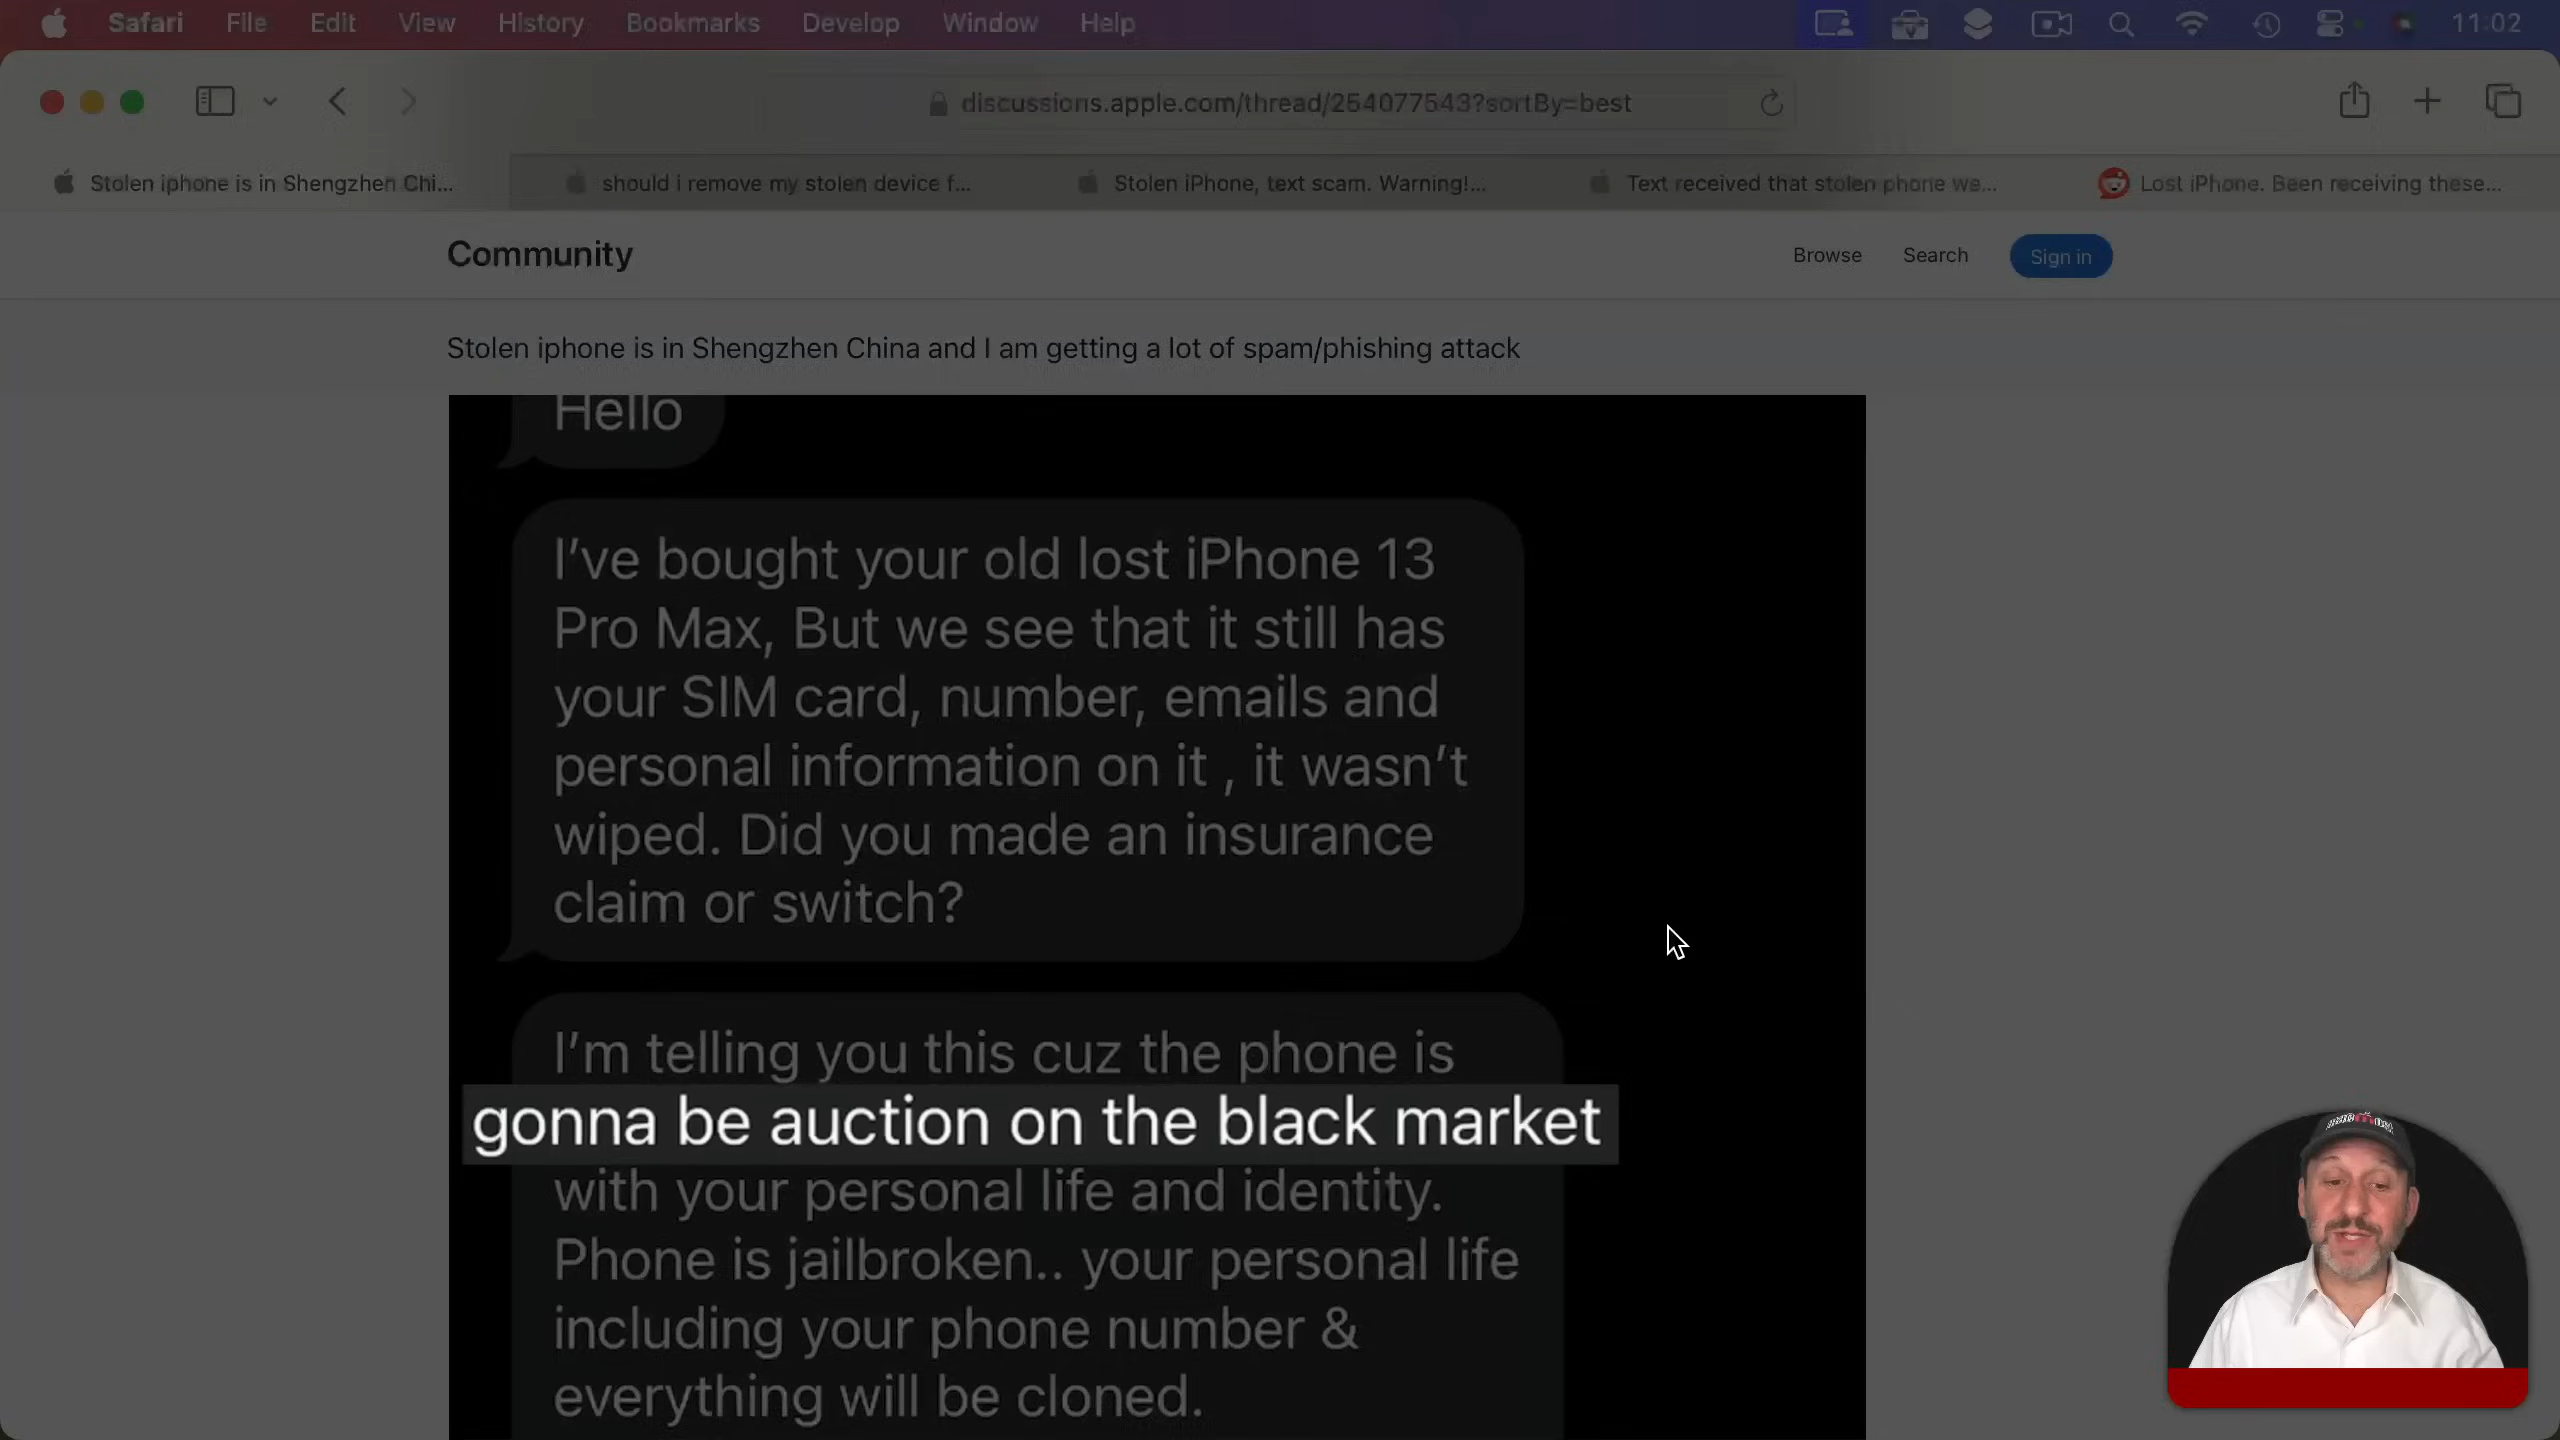 Safari File Edit View History Bookmarks Develop Window Help 11:02
discussions.apple.com/thread/254077543?sortBy=best
Stolen iphone is in Shengzhen Chi... should i remove my stolen device f... Stolen iPhone, text scam. Warning!... Text received that stolen phone we... Lost iPhone. Been receiving these...
Community Browse Search Sign in
Stolen iphone is in Shengzhen China and I am getting a lot of spam/phishing attack
Hello
I’ve bought your old lost iPhone 13
Pro Max, But we see that it still has
your SIM card, number, emails and
personal information on it , it wasn’t
wiped. Did you made an insurance
claim or switch?
I’m telling you this cuz the phone is
gonna be auction on the black market
with your personal life and identity.
Phone is jailbroken.. your personal life
including your phone number &
everything will be cloned.